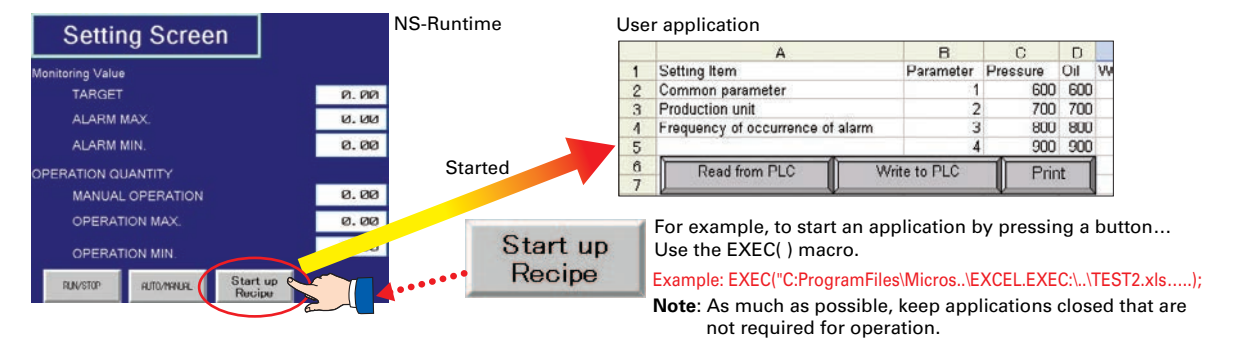 Setting Screen
NS-Runtime
Monitoring Value
TARGET 0.00
ALARM MAX. 0.00
ALARM MIN. 0.00
OPERATION QUANTITY
MANUAL OPERATION 0.00
OPERATION MAX. 0.00
OPERATION MIN.
RUN/STOP AUTO/MANUAL Start up
Recipe
Started
User application
A B C D
1 Setting Item Parameter Pressure Oil
2 Common parameter 1 600 600
3 Production unit 2 700 700
4 Frequency of occurrence of alarm 3 800 800
5 4 900 900
6
7
Read from PLC Write to PLC Print
Start up
Recipe
For example, to start an application by pressing a button…
Use the EXEC( ) macro.
Example: EXEC("C:ProgramFiles\Micros..\EXCEL.EXEC:\..\TEST2.xls.....);
Note: As much as possible, keep applications closed that are
not required for operation.